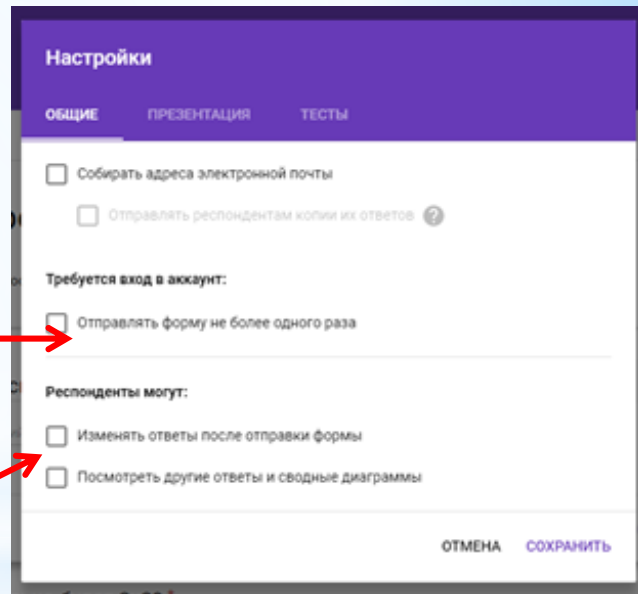 Настройки
ОБЩИЕ ПРЕЗЕНТАЦИЯ ТЕСТЫ
Собирать адреса электронной почты
Отправлять респондентам копии их ответов ?
Требуется вход в аккаунт:
Отправлять форму не более одного раза
Респонденты могут:
Изменять ответы после отправки формы
Посмотреть другие ответы и сводные диаграммы
ОТМЕНА СОХРАНИТЬ